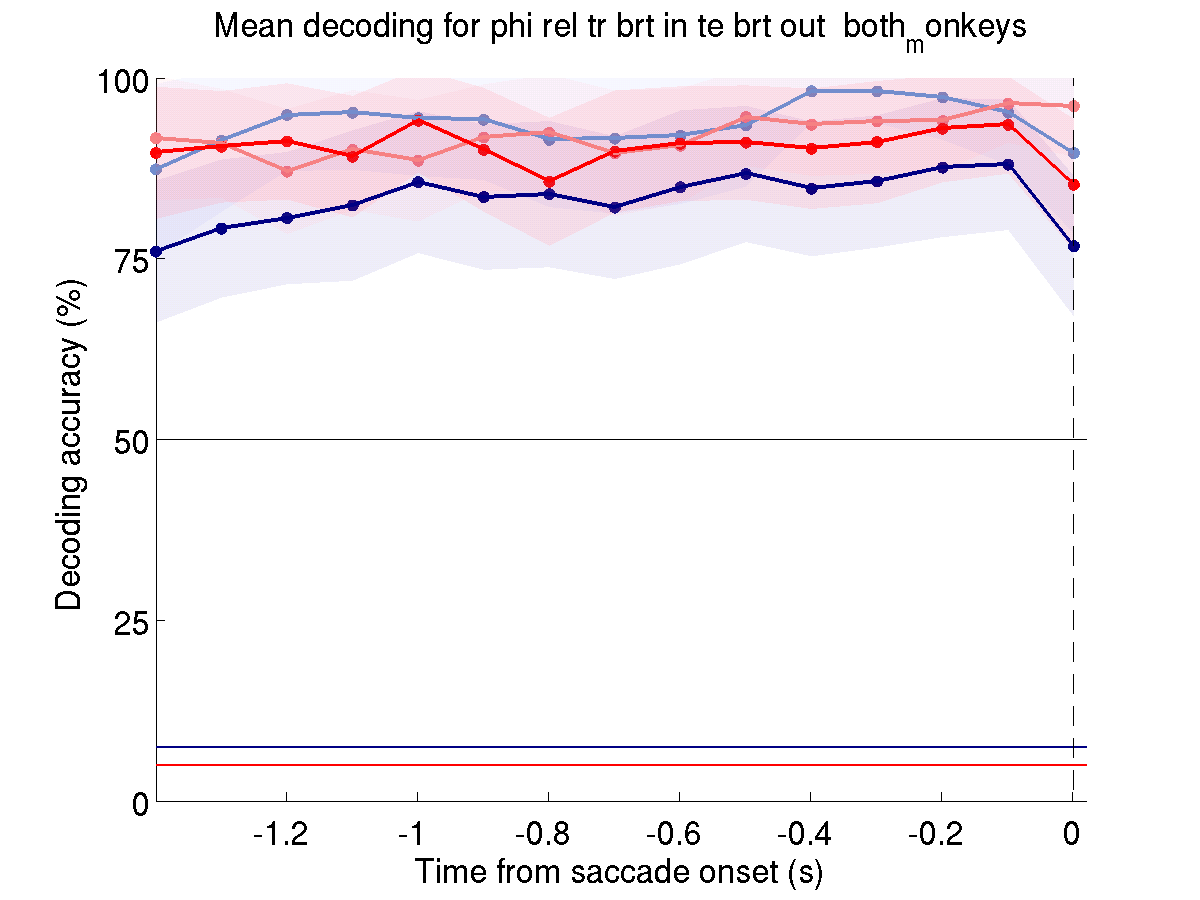 Mean decoding for phi rel tr brt in te brt out both_monkeys
100
75
50
25
0
Decoding accuracy (%)
-1.2 -1 -0.8 -0.6 -0.4 -0.2 0
Time from saccade onset (s)